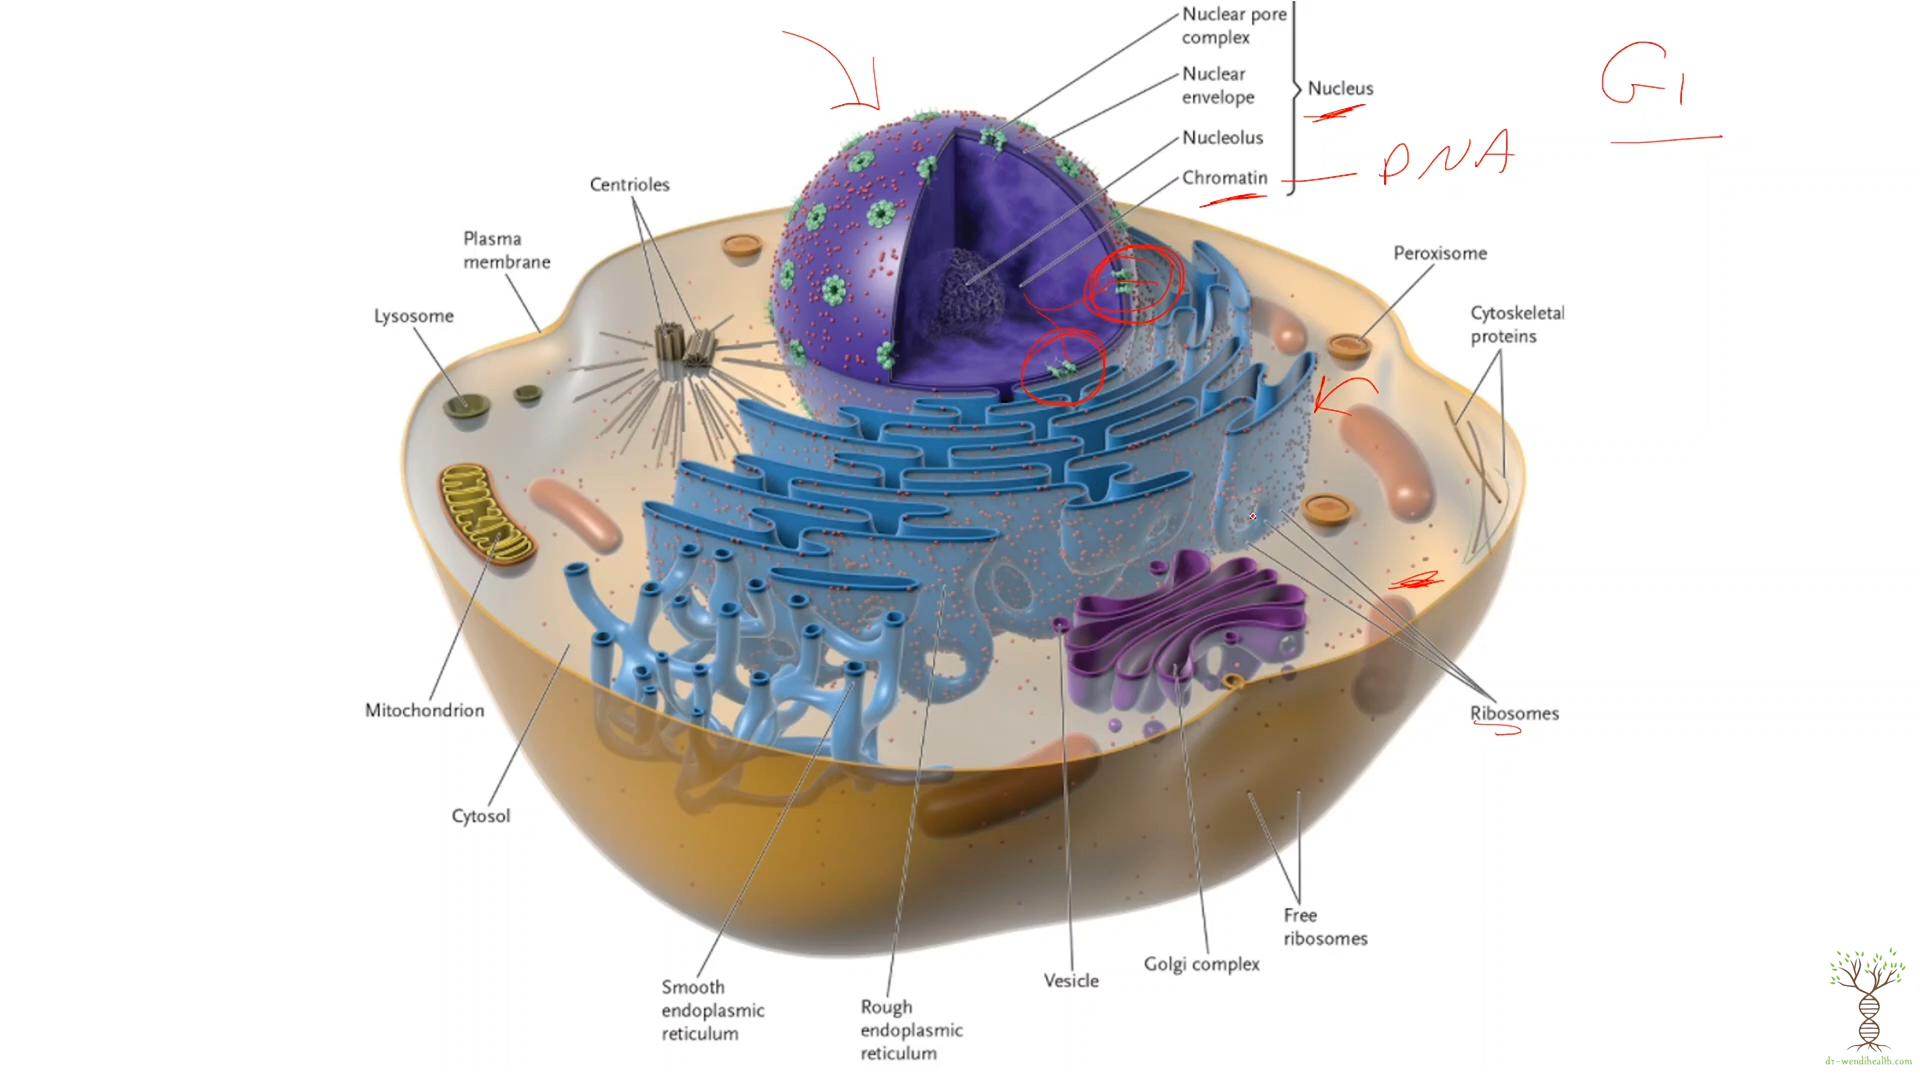 Nuclear pore
complex
Nuclear
envelope
Nucleus
Nucleolus
Chromatin
DNA
G1
Centrioles
Plasma
membrane
Lysosome
Peroxisome
Cytoskeletal
proteins
Mitochondrion
Ribosomes
Cytosol
Free
ribosomes
Golgi complex
Vesicle
Smooth
endoplasmic
reticulum
Rough
endoplasmic
reticulum
dr-wendihealth.com